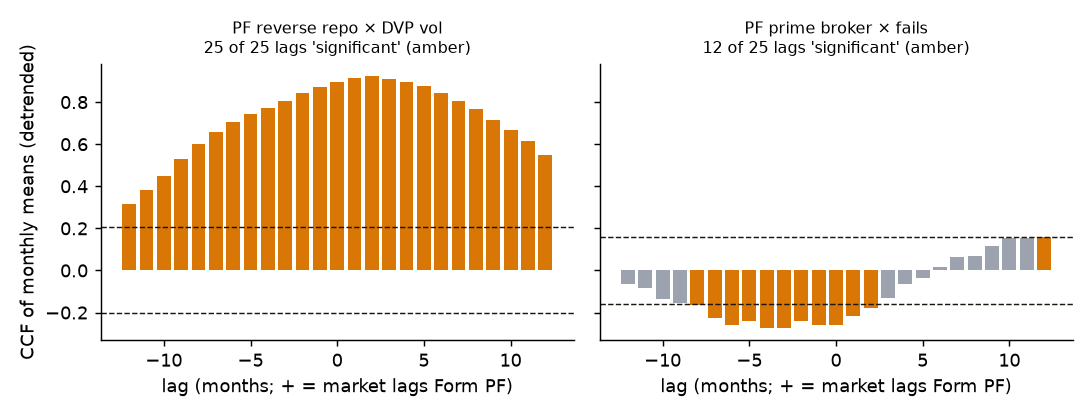 PF reverse repo × DVP vol
25 of 25 lags 'significant' (amber)
PF prime broker × fails
12 of 25 lags 'significant' (amber)
CCF of monthly means (detrended)
0.8
0.6
0.4
0.2
0.0
−0.2
−10
−5
0
5
10
−10
−5
0
5
10
lag (months; + = market lags Form PF)
lag (months; + = market lags Form PF)